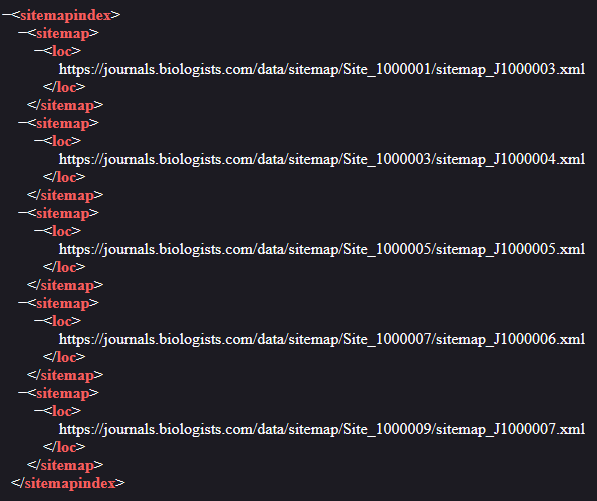 −<sitemapindex>
−<sitemap>
−<loc>
https://journals.biologists.com/data/sitemap/Site_1000001/sitemap_J1000003.xml
</loc>
</sitemap>
−<sitemap>
−<loc>
https://journals.biologists.com/data/sitemap/Site_1000003/sitemap_J1000004.xml
</loc>
</sitemap>
−<sitemap>
−<loc>
https://journals.biologists.com/data/sitemap/Site_1000005/sitemap_J1000005.xml
</loc>
</sitemap>
−<sitemap>
−<loc>
https://journals.biologists.com/data/sitemap/Site_1000007/sitemap_J1000006.xml
</loc>
</sitemap>
−<sitemap>
−<loc>
https://journals.biologists.com/data/sitemap/Site_1000009/sitemap_J1000007.xml
</loc>
</sitemap>
</sitemapindex>